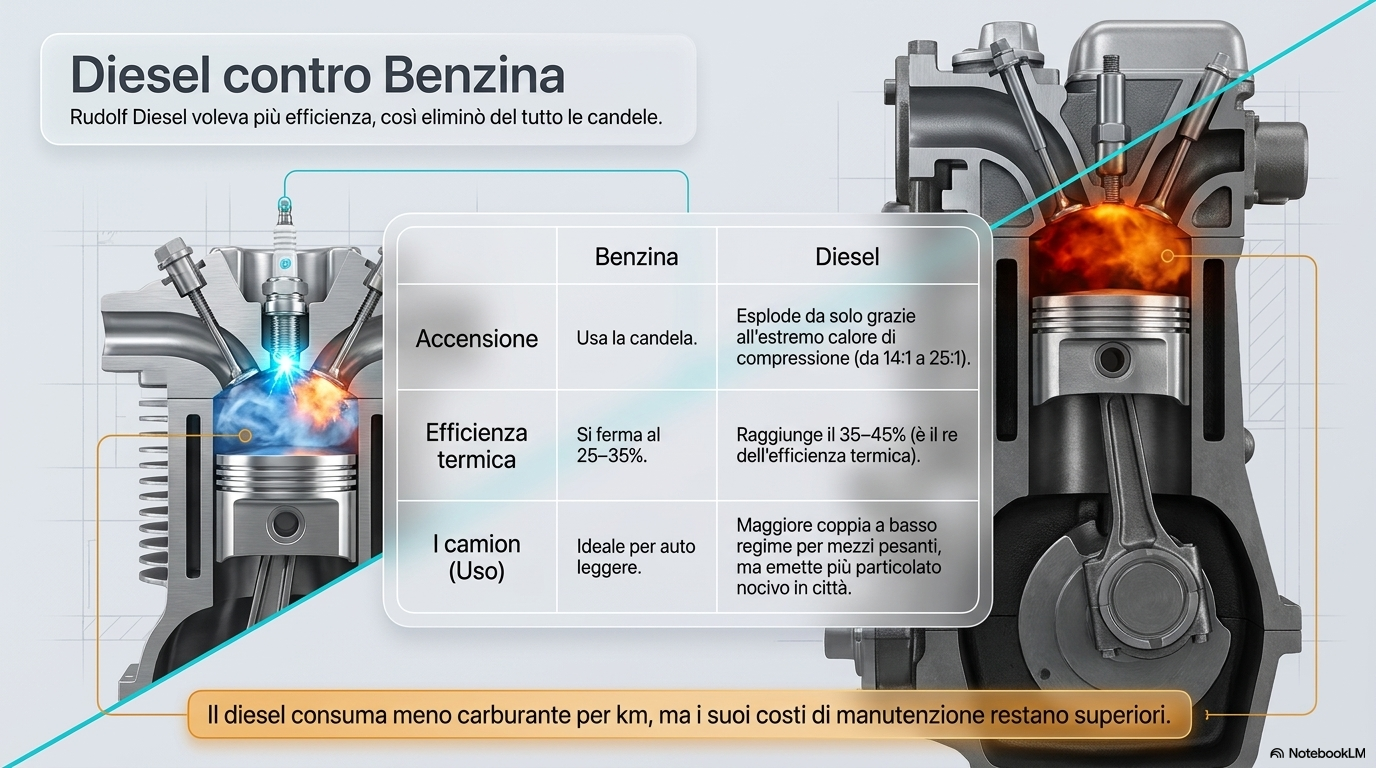 Diesel contro Benzina
Rudolf Diesel voleva più efficienza, così eliminò del tutto le candele.
Benzina
Diesel
Accensione
Usa la candela.
Esplode da solo grazie
all'estremo calore di
compressione (da 14:1 a 25:1).
Efficienza
termica
Si ferma al
25–35%.
Raggiunge il 35–45% (è il re
dell'efficienza termica).
I camion
(Uso)
Ideale per auto
leggere.
Maggiore coppia a basso
regime per mezzi pesanti,
ma emette più particolato
nocivo in città.
Il diesel consuma meno carburante per km, ma i suoi costi di manutenzione restano superiori.
NotebookLM